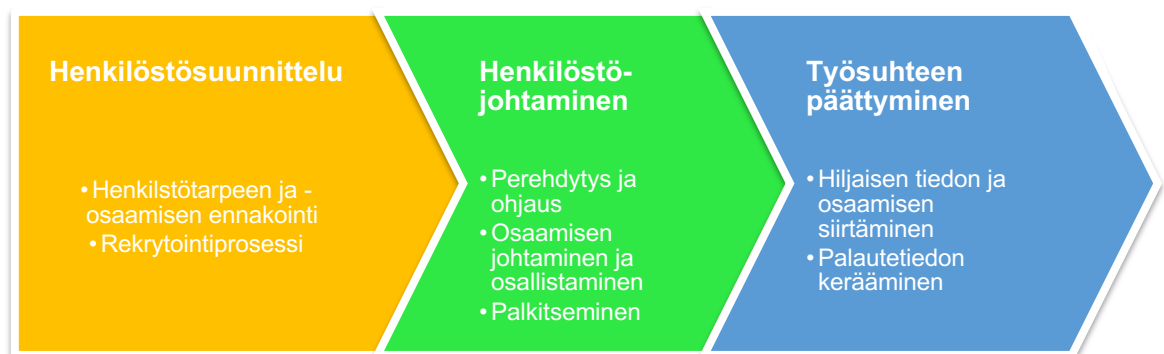 Henkilöstösuunnittelu
• Henkilstötarpeen ja -
osaamisen ennakointi
• Rekrytointiprosessi
Henkilöstö-
johtaminen
• Perehdytys ja
ohjaus
• Osaamisen
johtaminen ja
osallistaminen
• Palkitseminen
Työsuhteen
päättyminen
• Hiljaisen tiedon ja
osaamisen
siirtäminen
• Palautetiedon
kerääminen